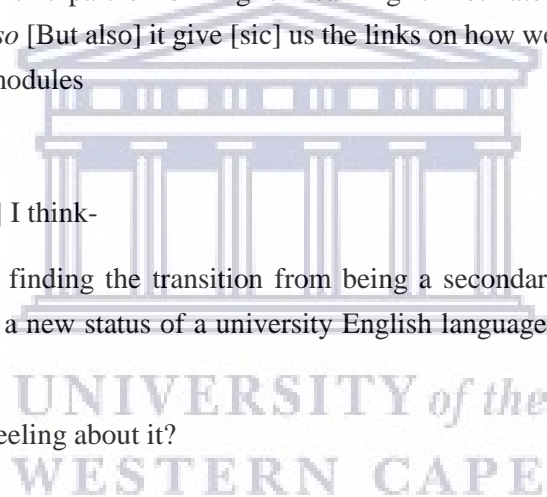 so [But also] it give [sic] us the links on how we
nodules
] I think-
finding the transition from being a secondar
a new status of a university English language
UNIVERSITY of the
eeling about it?
WESTERN CAPE